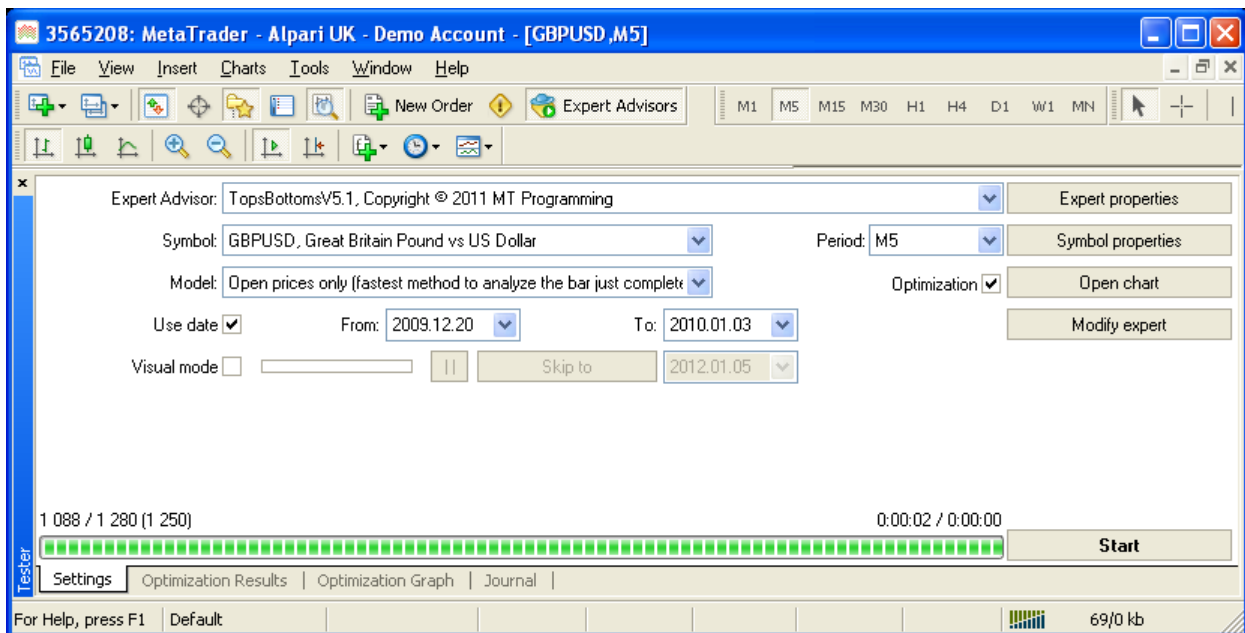 3565208: MetaTrader - Alpari UK - Demo Account - [GBPUSD,M5]
File View Insert Charts Tools Window Help
New Order Expert Advisors M1 M5 M15 M30 H1 H4 D1 W1 MN
Expert Advisor: TopsBottomsV5.1, Copyright © 2011 MT Programming Expert properties
Symbol: GBPUSD, Great Britain Pound vs US Dollar Period: M5 Symbol properties
Model: Open prices only (fastest method to analyze the bar just complete Optimization Open chart
Use date From: 2009.12.20 To: 2010.01.03 Modify expert
Visual mode Skip to 2012.01.05
1 088 / 1 280 (1 250) 0:00:02 / 0:00:00
Start
Tester
Settings Optimization Results | Optimization Graph | Journal |
For Help, press F1 Default 69/0 kb